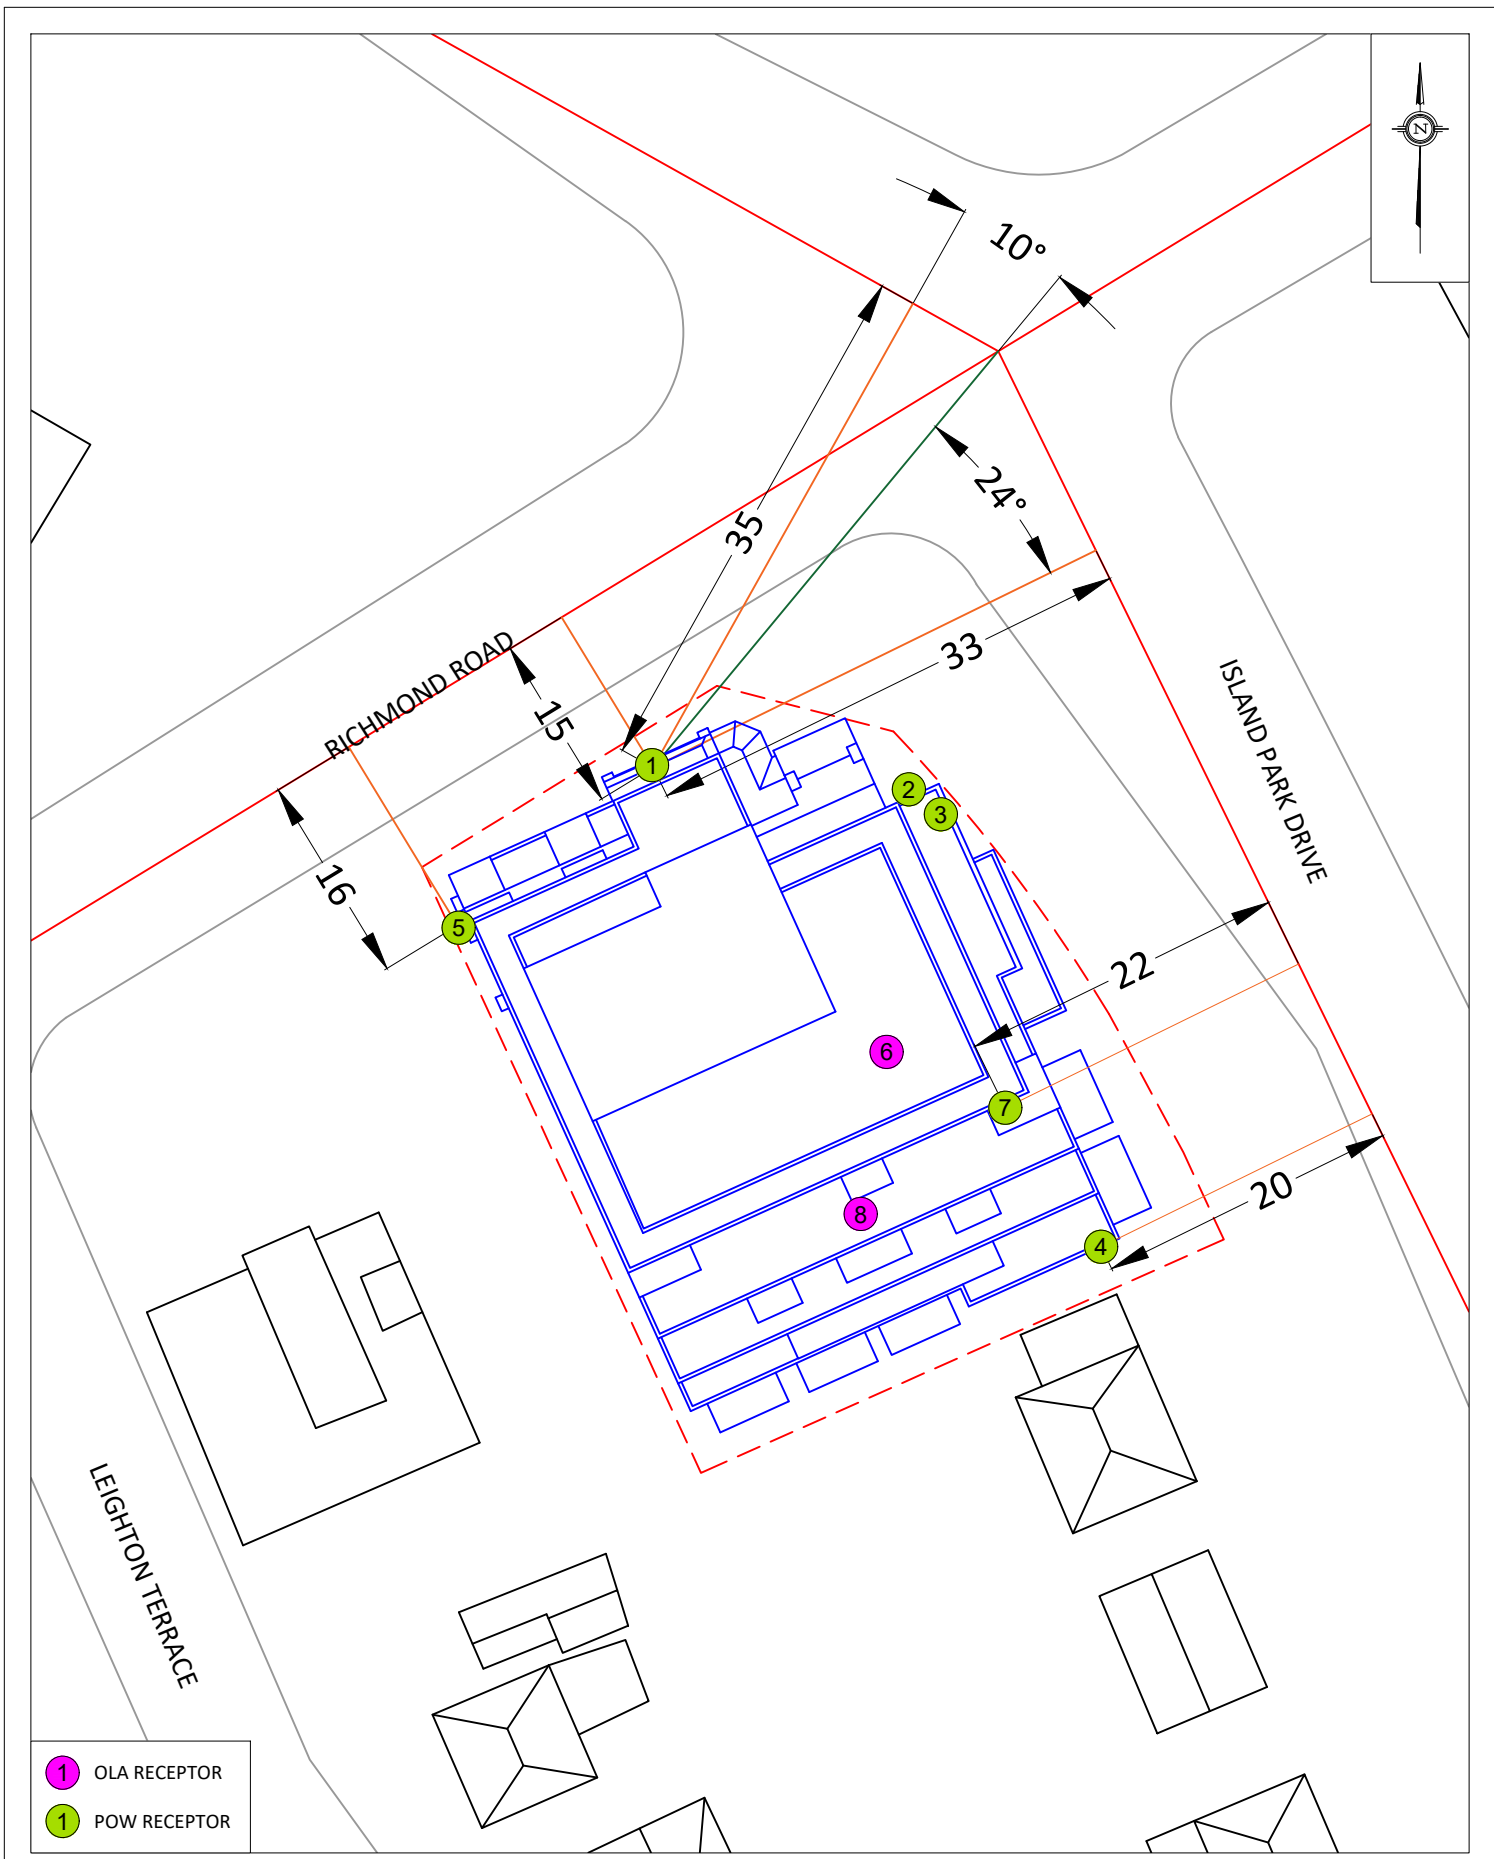 N
10°
24°
35
33
RICHMOND ROAD
15
1
ISLAND PARK DRIVE
2
3
16
5
22
6
7
20
8
4
LEIGHTON TERRACE
1 OLA RECEPTOR
1 POW RECEPTOR